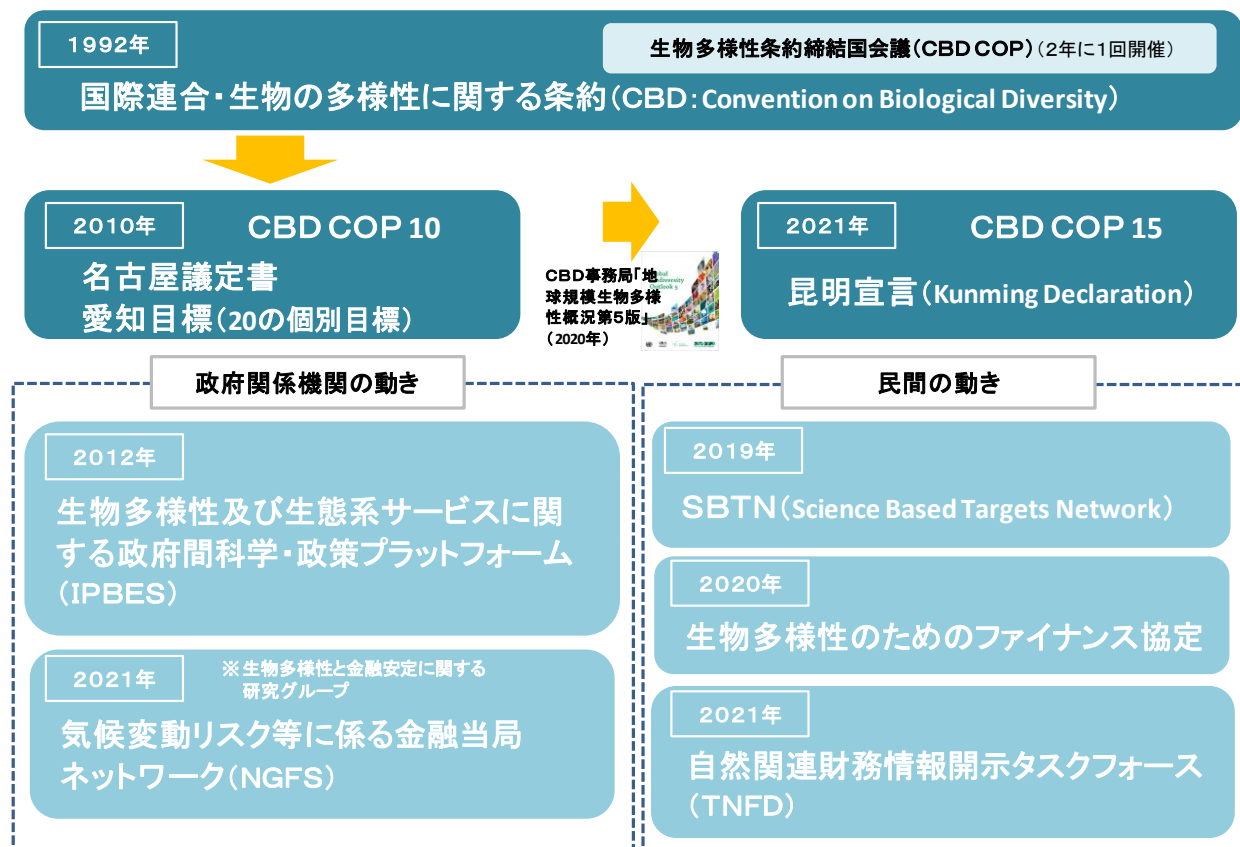 1992年
生物多様性条約締結国会議(CBD COP)(2年に1回開催)
国際連合・生物の多様性に関する条約(CBD:Convention on Biological Diversity)
2010年
CBD COP 10
名古屋議定書
愛知目標(20の個別目標)
CBD事務局「地
球規模生物多様
性概況第5版」
(2020年)
2021年
CBD COP 15
昆明宣言(Kunming Declaration)
政府関係機関の動き
2012年
生物多様性及び生態系サービスに関
する政府間科学・政策プラットフォーム
(IPBES)
2021年
※生物多様性と金融安定に関する
研究グループ
気候変動リスク等に係る金融当局
ネットワーク(NGFS)
民間の動き
2019年
SBTN(Science Based Targets Network)
2020年
生物多様性のためのファイナンス協定
2021年
自然関連財務情報開示タスクフォース
(TNFD)